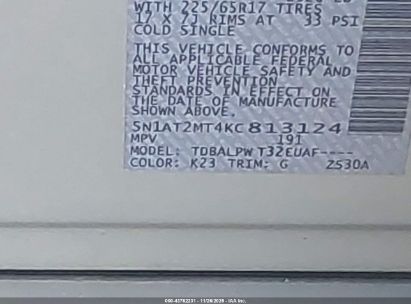 WITH 225/65R17 TIRES
17 X 7J RIMS AT 33 PSI
COLD SINGLE
THIS VEHICLE CONFORMS TO
ALL APPLICABLE FEDERAL
MOTOR VEHICLE SAFETY AND
THEFT PREVENTION
STANDARDS IN EFFECT ON
THE DATE OF MANUFACTURE
SHOWN ABOVE.
5N1AT2MT4KC813124
MPV 191
MODEL: TDBALPW T32EUAF----
COLOR: K23 TRIM: G 2530A